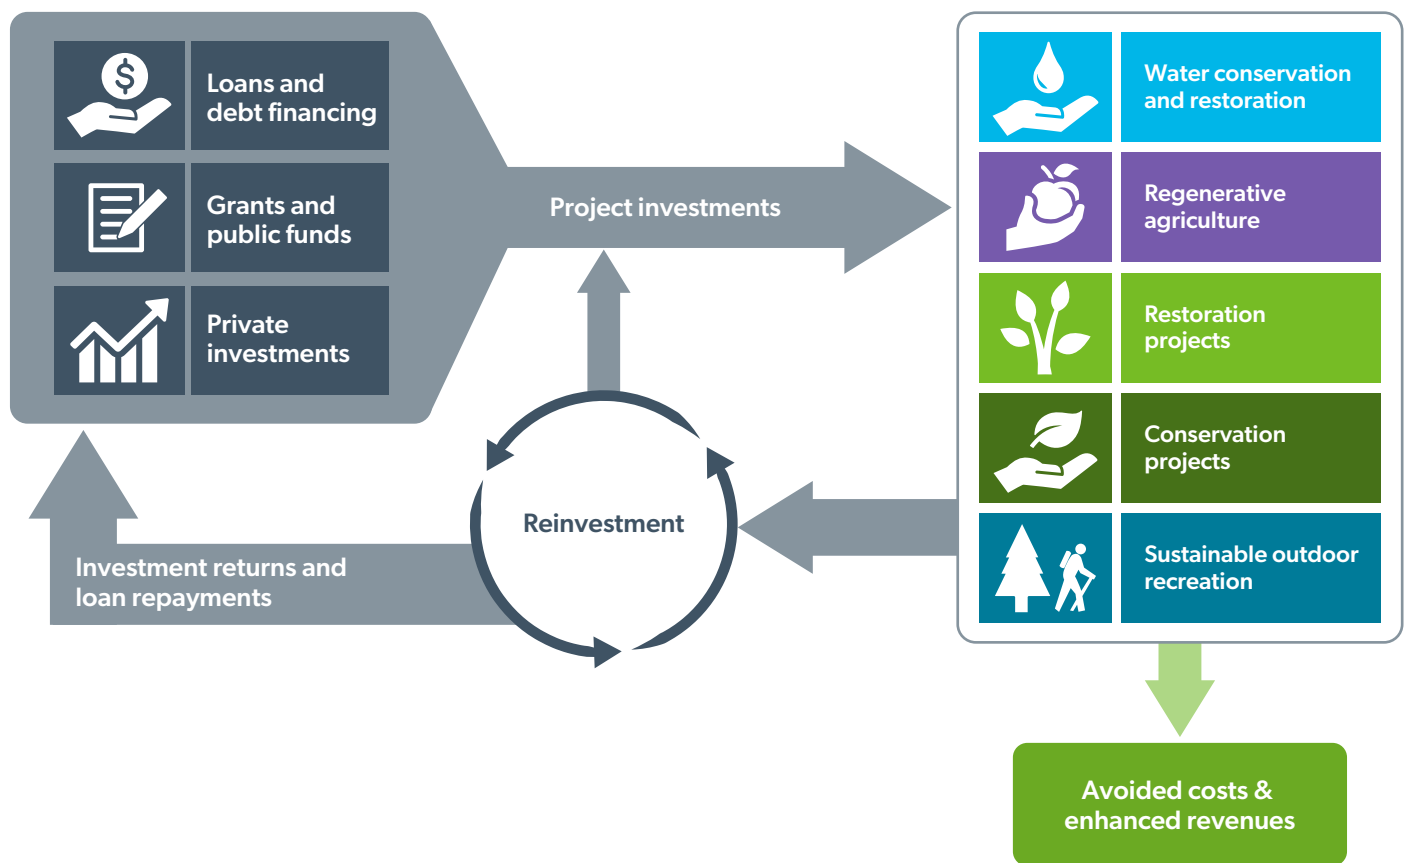 Loans and
debt financing
Grants and
public funds
Private
investments
Project investments
Reinvestment
Investment returns and
loan repayments
Water conservation
and restoration
Regenerative
agriculture
Restoration
projects
Conservation
projects
Sustainable outdoor
recreation
Avoided costs &
enhanced revenues